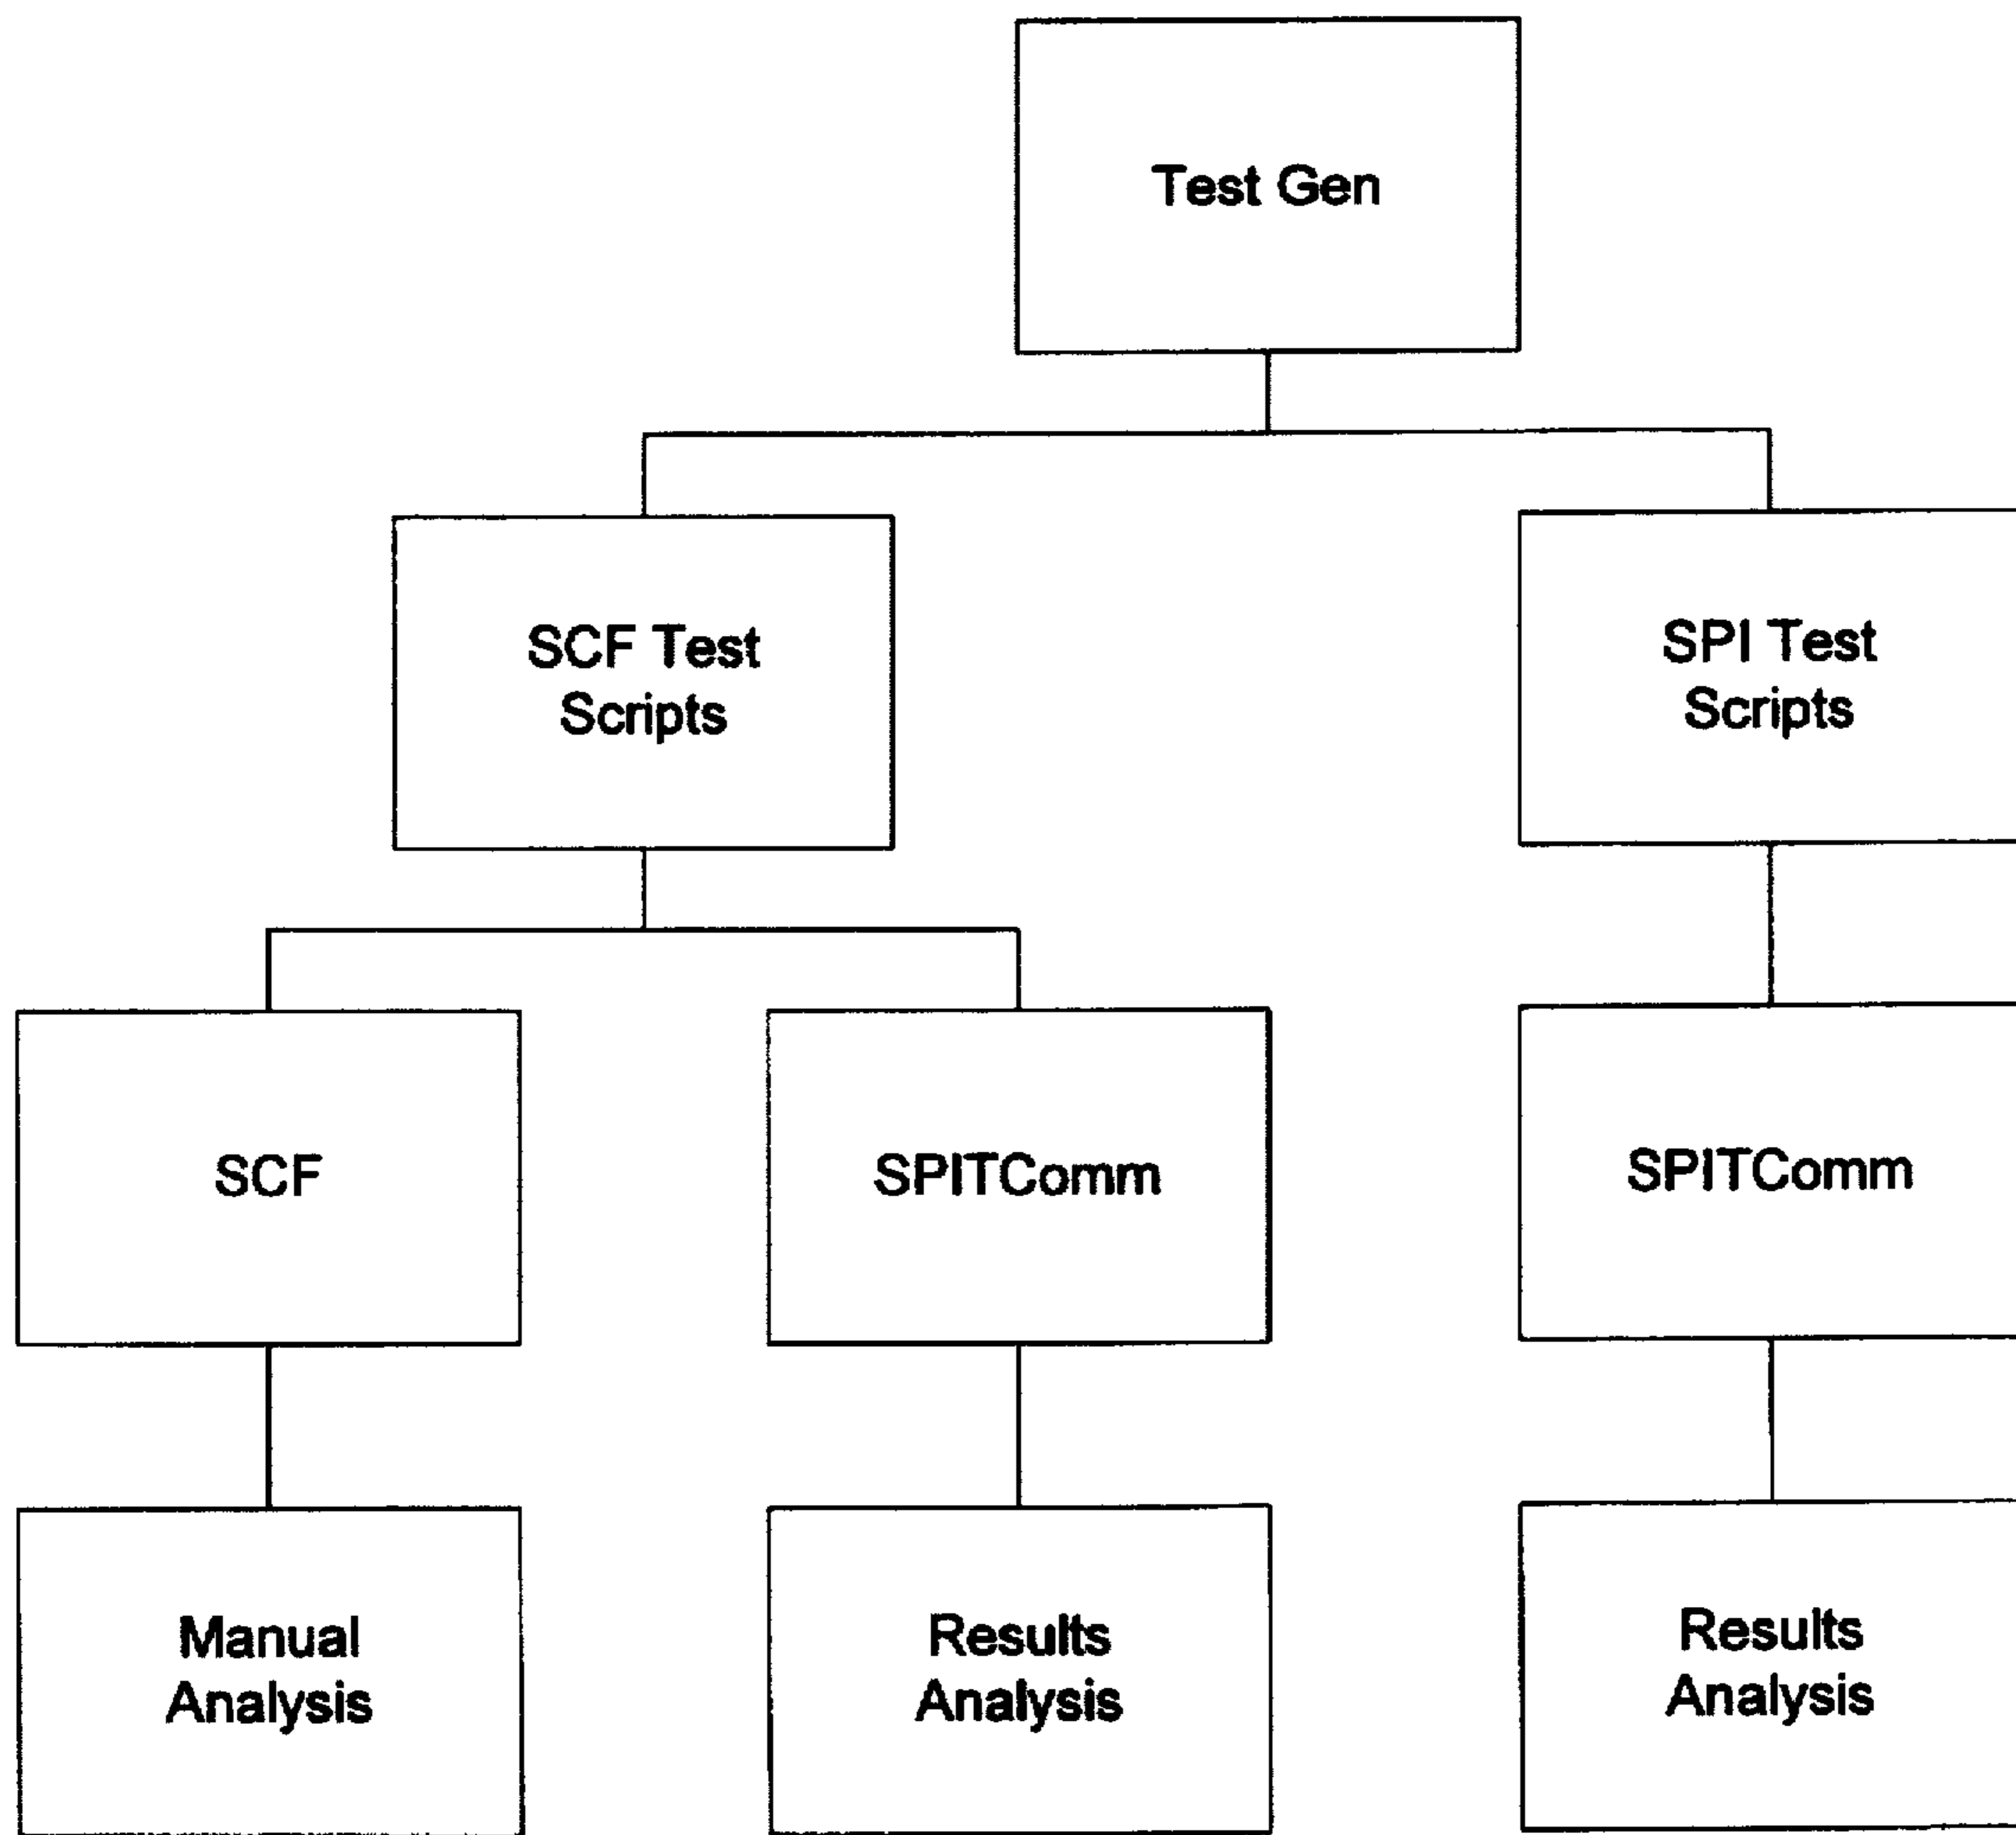 Test Gen
SCF Test
Scripts
SPI Test
Scripts
SCF
SPITComm
SPITComm
Manual
Analysis
Results
Analysis
Results
Analysis